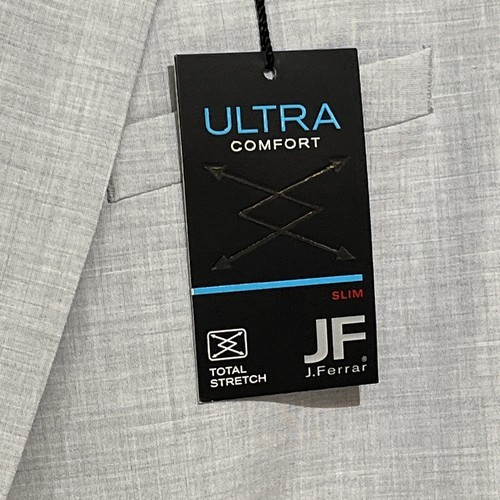 ULTRA
COMFORT
SLIM
TOTAL
STRETCH
JF
J.Ferrar®